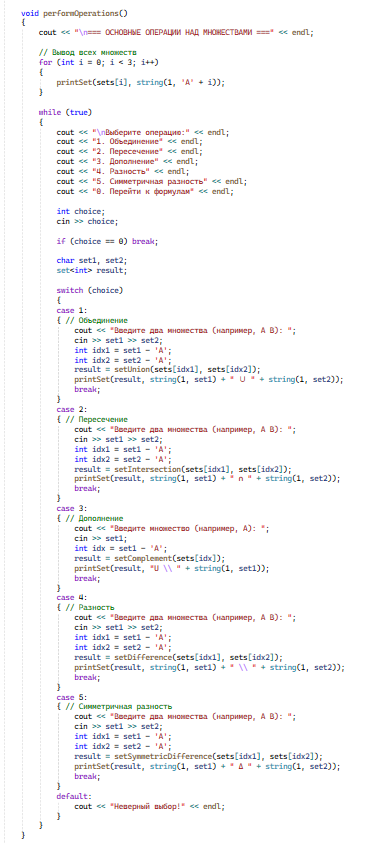 void performOperations()
{
    cout << "\n=== ОСНОВНЫЕ ОПЕРАЦИИ НАД МНОЖЕСТВАМИ ===" << endl;

    // Вывод всех множеств
    for (int i = 0; i < 3; i++)
    {
        printSet(sets[i], string(1, 'A' + i));
    }

    while (true)
    {
        cout << "\nВыберите операцию:" << endl;
        cout << "1. Объединение" << endl;
        cout << "2. Пересечение" << endl;
        cout << "3. Дополнение" << endl;
        cout << "4. Разность" << endl;
        cout << "5. Симметричная разность" << endl;
        cout << "0. Перейти к формулам" << endl;

        int choice;
        cin >> choice;

        if (choice == 0) break;

        char set1, set2;
        set<int> result;

        switch (choice)
        {
        case 1:
        { // Объединение
            cout << "Введите два множества (например, A B): ";
            cin >> set1 >> set2;
            int idx1 = set1 - 'A';
            int idx2 = set2 - 'A';
            result = setUnion(sets[idx1], sets[idx2]);
            printSet(result, string(1, set1) + " ∪ " + string(1, set2));
            break;
        }
        case 2:
        { // Пересечение
            cout << "Введите два множества (например, A B): ";
            cin >> set1 >> set2;
            int idx1 = set1 - 'A';
            int idx2 = set2 - 'A';
            result = setIntersection(sets[idx1], sets[idx2]);
            printSet(result, string(1, set1) + " ∩ " + string(1, set2));
            break;
        }
        case 3:
        { // Дополнение
            cout << "Введите множество (например, A): ";
            cin >> set1;
            int idx = set1 - 'A';
            result = setComplement(sets[idx]);
            printSet(result, "U \\ " + string(1, set1));
            break;
        }
        case 4:
        { // Разность
            cout << "Введите два множества (например, A B): ";
            cin >> set1 >> set2;
            int idx1 = set1 - 'A';
            int idx2 = set2 - 'A';
            result = setDifference(sets[idx1], sets[idx2]);
            printSet(result, string(1, set1) + " \\ " + string(1, set2));
            break;
        }
        case 5:
        { // Симметричная разность
            cout << "Введите два множества (например, A B): ";
            cin >> set1 >> set2;
            int idx1 = set1 - 'A';
            int idx2 = set2 - 'A';
            result = setSymmetricDifference(sets[idx1], sets[idx2]);
            printSet(result, string(1, set1) + " Δ " + string(1, set2));
            break;
        }
        default:
            cout << "Неверный выбор!" << endl;
        }
    }
}